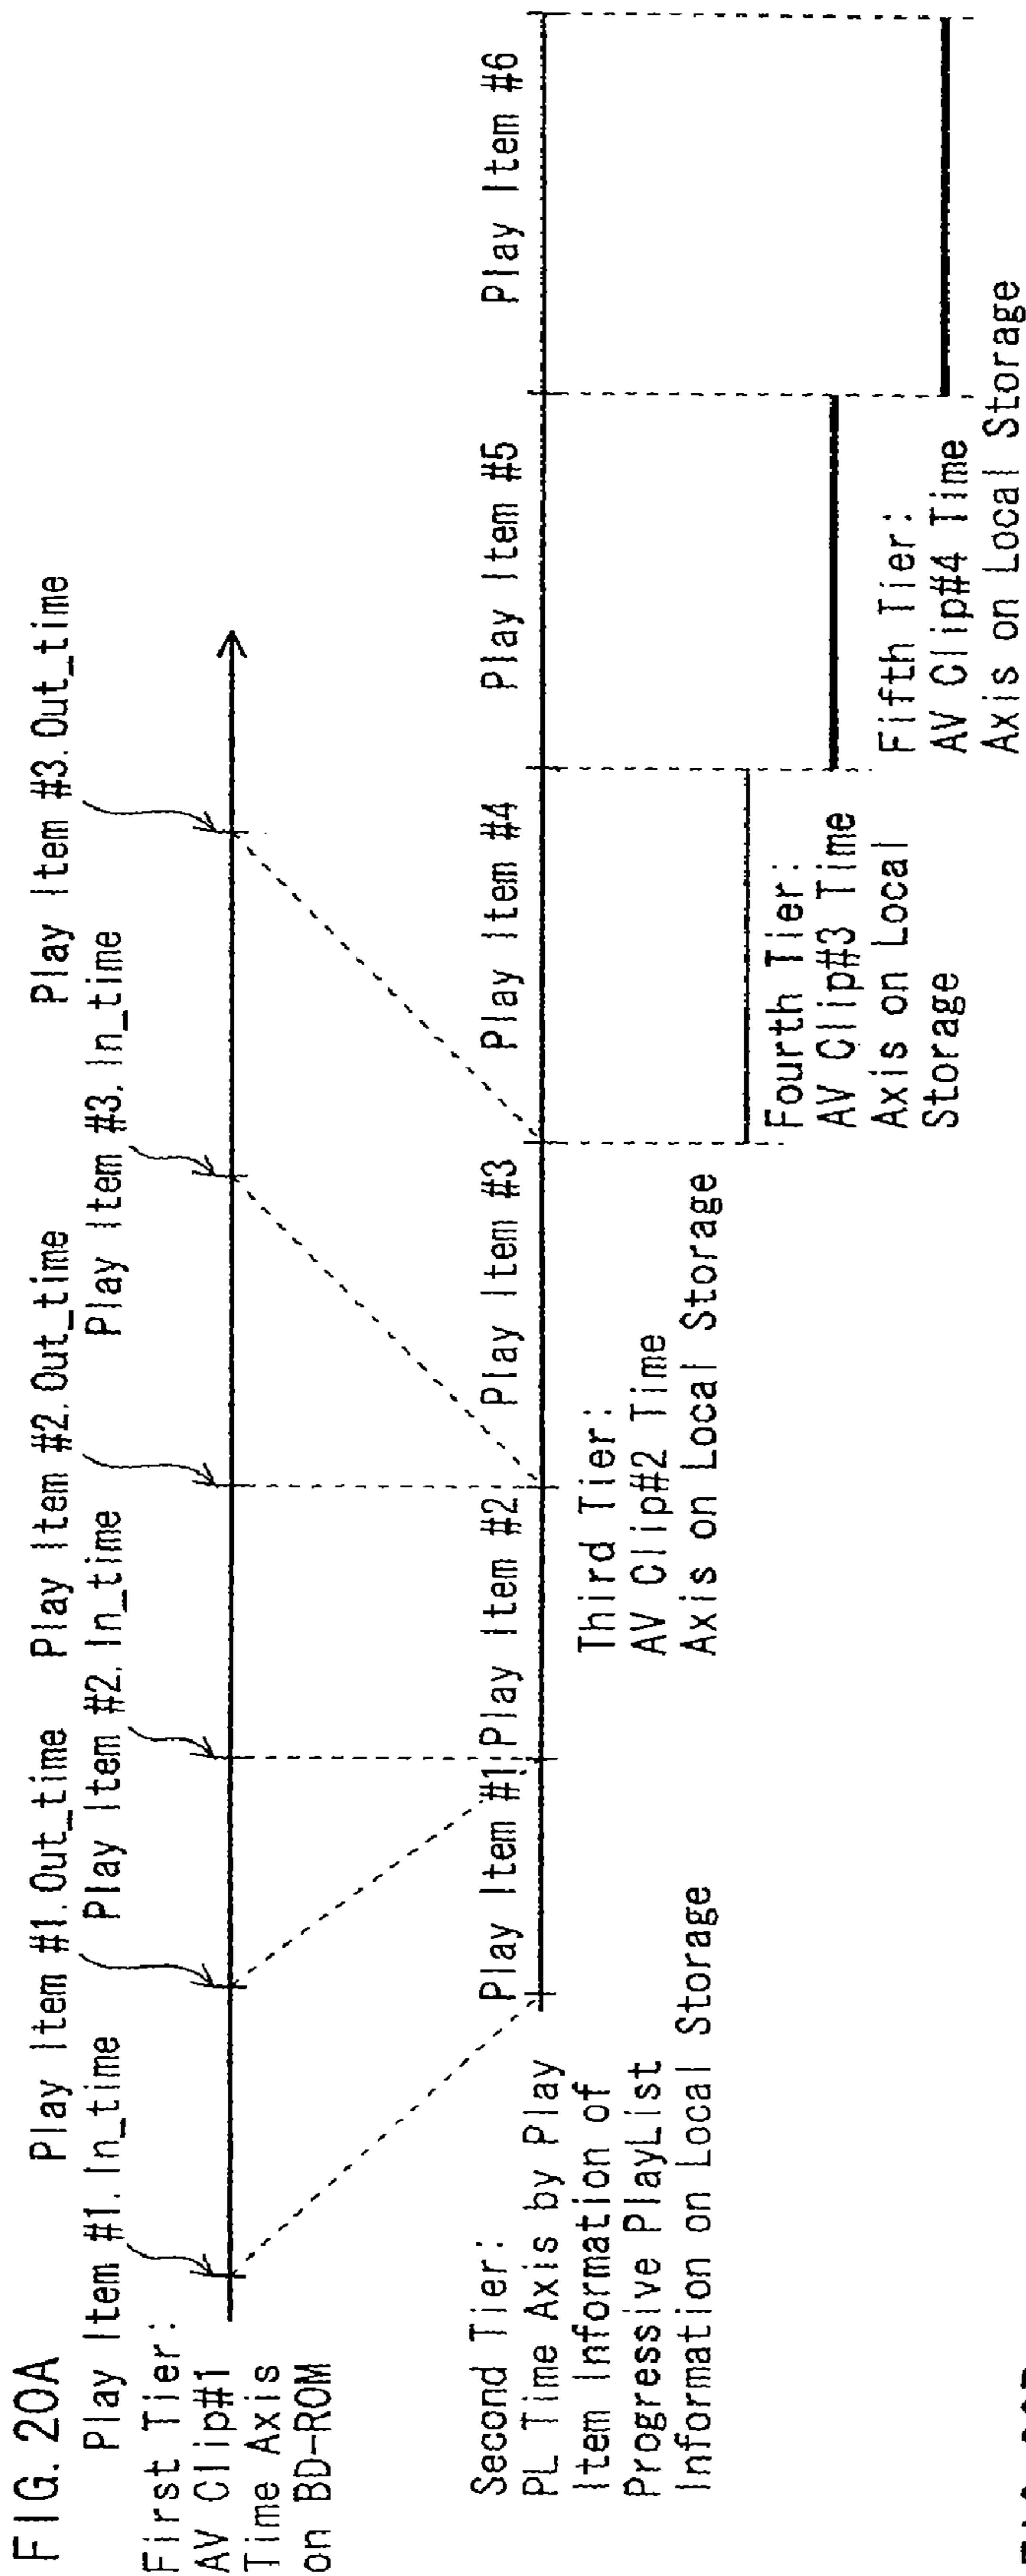 FIG. 20A
Play Item #1. In_time
Play Item #1. Out_time
Play Item #2. In_time
Play Item #2. Out_time
Play Item #3. In_time
Play Item #3. Out_time
First Tier:
AV Clip#1
Time Axis
on BD-ROM
Play Item #1
Play Item #2
Play Item #3
Play Item #4
Play Item #5
Play Item #6
Second Tier:
PL Time Axis by Play
Item Information of
Progressive PlayList
Information on Local Storage
Third Tier:
AV Clip#2 Time
Axis on Local Storage
Fourth Tier:
AV Clip#3 Time
Axis on Local
Storage
Fifth Tier:
AV Clip#4 Time
Axis on Local Storage